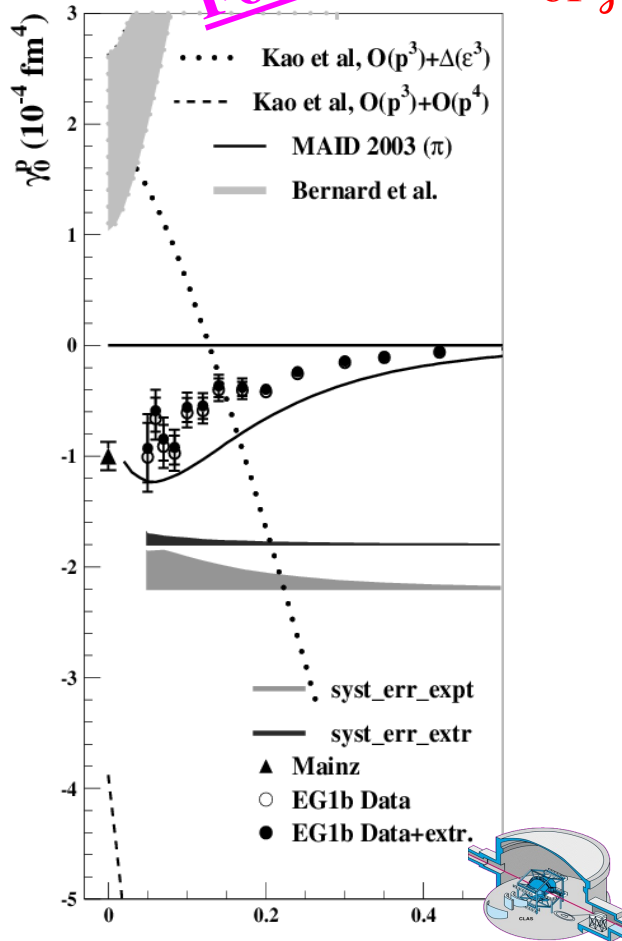 3
2
1
0
-1
-2
-3
-4
-5
γ₀ᵖ (10⁻⁴ fm⁴)
Kao et al, O(p³)+Δ(ε³)
Kao et al, O(p³)+O(p⁴)
MAID 2003 (π)
Bernard et al.
syst_err_expt
syst_err_extr
Mainz
EG1b Data
EG1b Data+extr.
0 0.2 0.4
CLAS